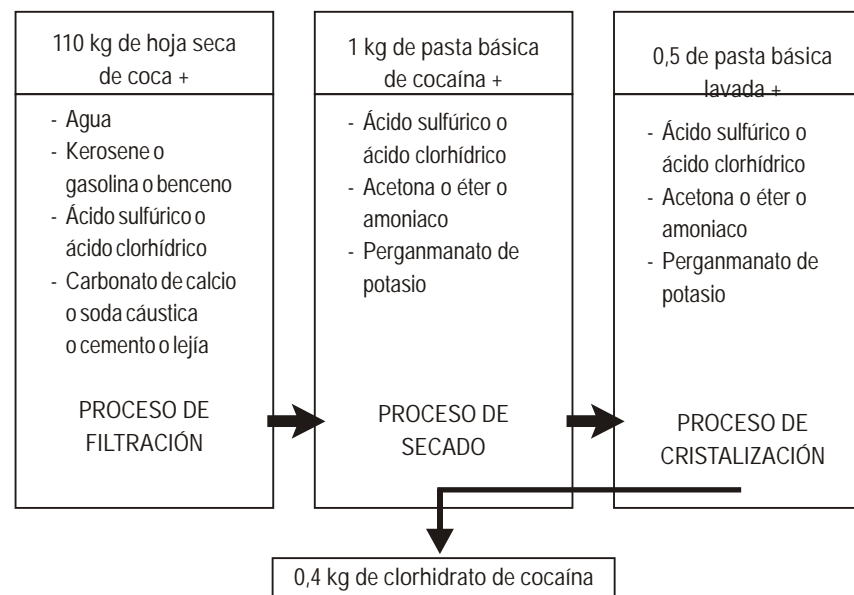 110 kg de hoja seca
de coca +
- Agua
- Kerosene o
gasolina o benceno
- Ácido sulfúrico o
ácido clorhídrico
- Carbonato de calcio
o soda cáustica
o cemento o lejía
PROCESO DE
FILTRACIÓN
1 kg de pasta básica
de cocaína +
- Ácido sulfúrico o
ácido clorhídrico
- Acetona o éter o
amoniaco
- Perganmanato de
potasio
PROCESO DE
SECADO
0,5 de pasta básica
lavada +
- Ácido sulfúrico o
ácido clorhídrico
- Acetona o éter o
amoniaco
- Perganmanato de
potasio
PROCESO DE
CRISTALIZACIÓN
0,4 kg de clorhidrato de cocaína